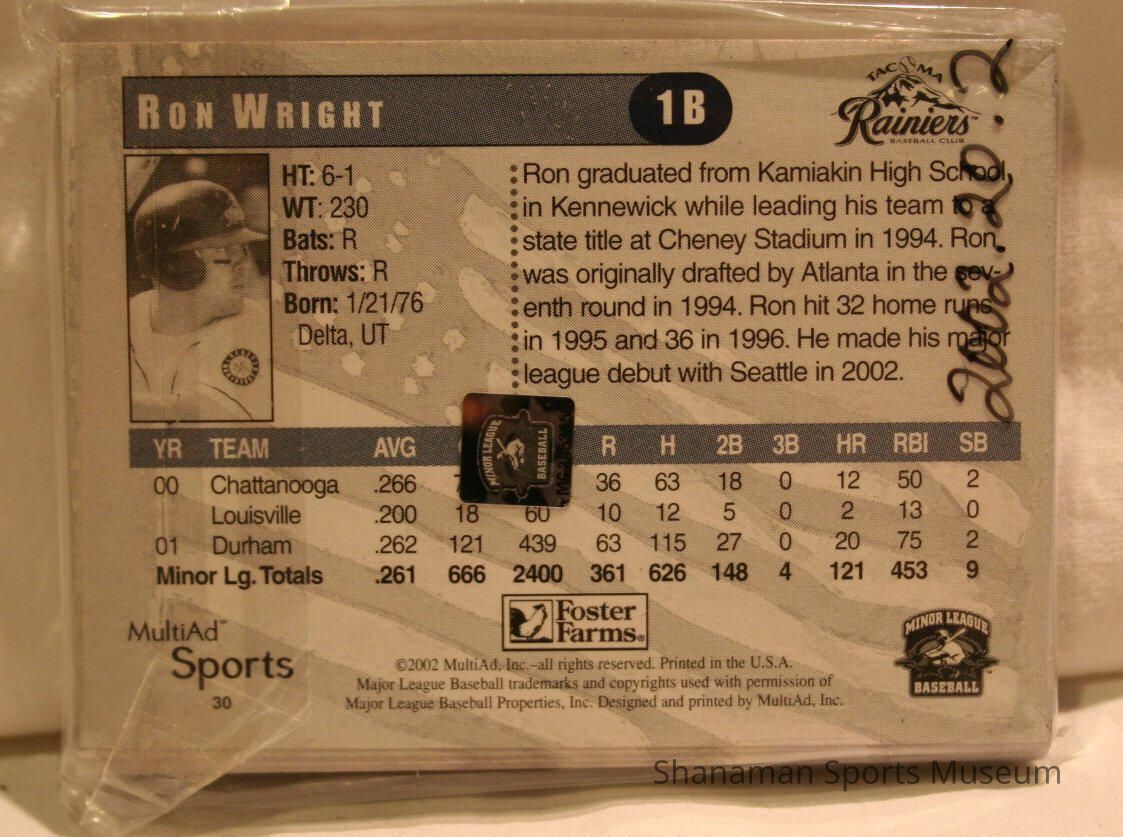 RON WRIGHT
1B
TACOMA
Rainiers™
BASEBALL CLUB
2002.20.2
HT: 6-1
WT: 230
Bats: R
Throws: R
Born: 1/21/76
Delta, UT
Ron graduated from Kamiakin High School,
in Kennewick while leading his team to a
state title at Cheney Stadium in 1994. Ron
was originally drafted by Atlanta in the sev-
enth round in 1994. Ron hit 32 home runs
in 1995 and 36 in 1996. He made his major
league debut with Seattle in 2002.
YR TEAM AVG R H 2B 3B HR RBI SB
00 Chattanooga .266 36 63 18 0 12 50 2
Louisville .200 18 60 10 12 5 0 2 13 0
01 Durham .262 121 439 63 115 27 0 20 75 2
Minor Lg. Totals .261 666 2400 361 626 148 4 121 453 9
MINOR LEAGUE
BASEBALL
MultiAd™
Sports
30
Foster
Farms®
©2002 MultiAd, Inc.–all rights reserved. Printed in the U.S.A.
Major League Baseball trademarks and copyrights used with permission of
Major League Baseball Properties, Inc. Designed and printed by MultiAd, Inc.
MINOR LEAGUE
BASEBALL
Shanaman Sports Museum